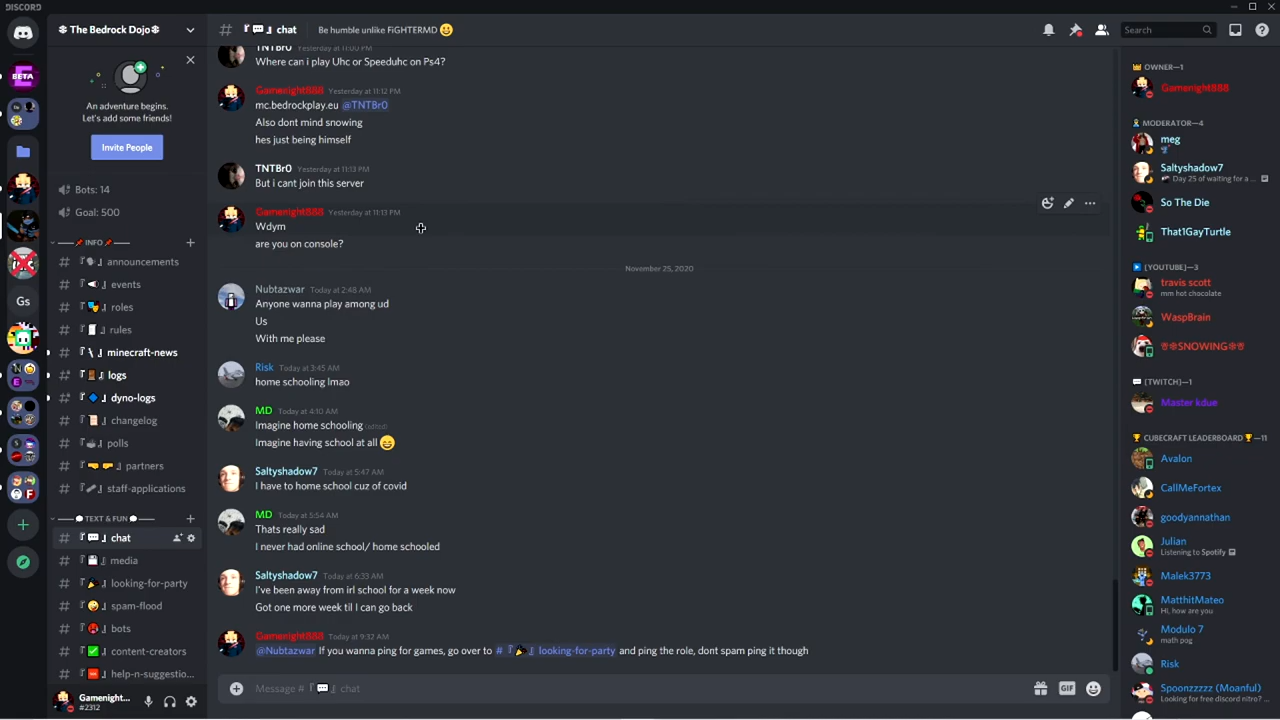 DISCORD
The Bedrock Dojo
chat
Be humble unlike FiGHTERMD
Search
BETA
Gs
An adventure begins.
Let's add some friends!
Invite People
Bots: 14
Goal: 500
INFO
announcements
events
roles
rules
minecraft-news
logs
dyno-logs
changelog
polls
partners
staff-applications
TEXT & FUN
chat
media
looking-for-party
spam-flood
bots
content-creators
help-n-suggestio...
Gamenight...
#2312
TNTBr0 Yesterday at 11:00 PM
Where can i play Uhc or Speeduhc on Ps4?
Gamenight888 Yesterday at 11:12 PM
mc.bedrockplay.eu @TNTBr0
Also dont mind snowing
hes just being himself
TNTBr0 Yesterday at 11:13 PM
But i cant join this server
Gamenight888 Yesterday at 11:13 PM
Wdym
are you on console?
November 25, 2020
Nubtazwar Today at 2:48 AM
Anyone wanna play among ud
Us
With me please
Risk Today at 3:45 AM
home schooling lmao
MD Today at 4:10 AM
Imagine home schooling (edited)
Imagine having school at all
Saltyshadow7 Today at 5:47 AM
I have to home school cuz of covid
MD Today at 5:54 AM
Thats really sad
I never had online school/ home schooled
Saltyshadow7 Today at 6:33 AM
I've been away from irl school for a week now
Got one more week til I can go back
Gamenight888 Today at 9:32 AM
@Nubtazwar If you wanna ping for games, go over to # looking-for-party and ping the role, dont spam ping it though
Message # chat
GIF
OWNER—1
Gamenight888
MODERATOR—4
meg
Saltyshadow7
Day 25 of waiting for a ...
So The Die
That1GayTurtle
[YOUTUBE]—3
travis scott
mm hot chocolate
WaspBrain
SNOWING
[TWITCH]—1
Master kdue
CUBECRAFT LEADERBOARD —11
Avalon
CallMeFortex
goodyannathan
Julian
Listening to Spotify
Malek3773
MatthitMateo
Hi, how are you
Modulo 7
math pog
Risk
Spoonzzzzz (Moanful)
Looking for free discord nitro? ...